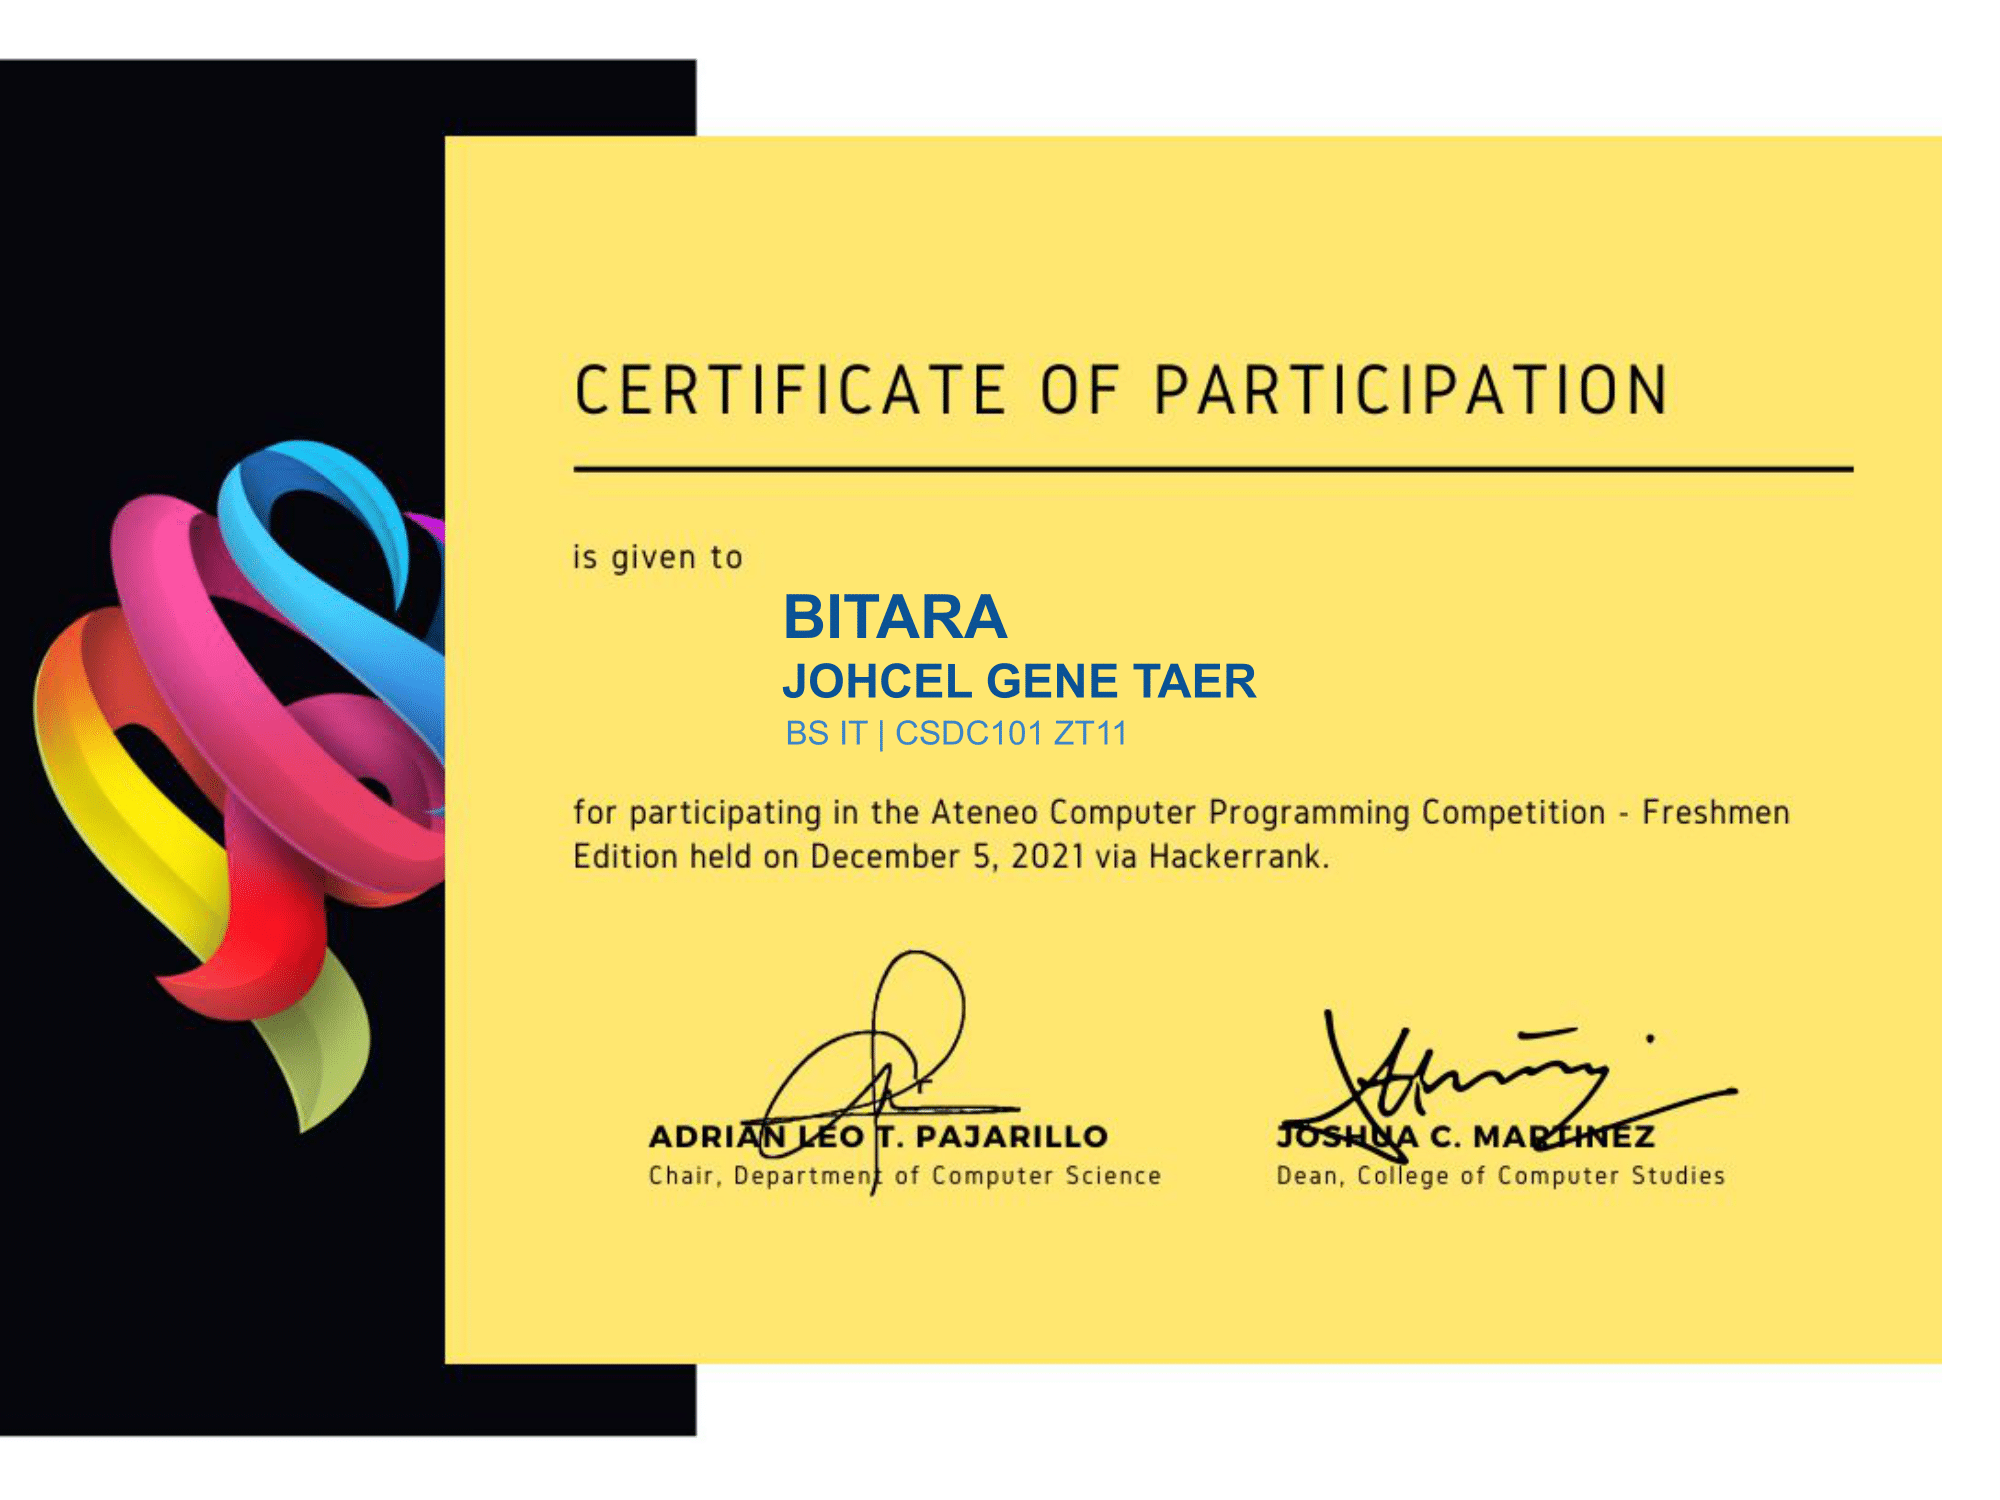 CERTIFICATE OF PARTICIPATION
is given to
BITARA
JOHCEL GENE TAER
BS IT | CSDC101 ZT11
for participating in the Ateneo Computer Programming Competition - Freshmen
Edition held on December 5, 2021 via Hackerrank.
ADRIAN LEO T. PAJARILLO
Chair, Department of Computer Science
JOSHUA C. MARTINEZ
Dean, College of Computer Studies